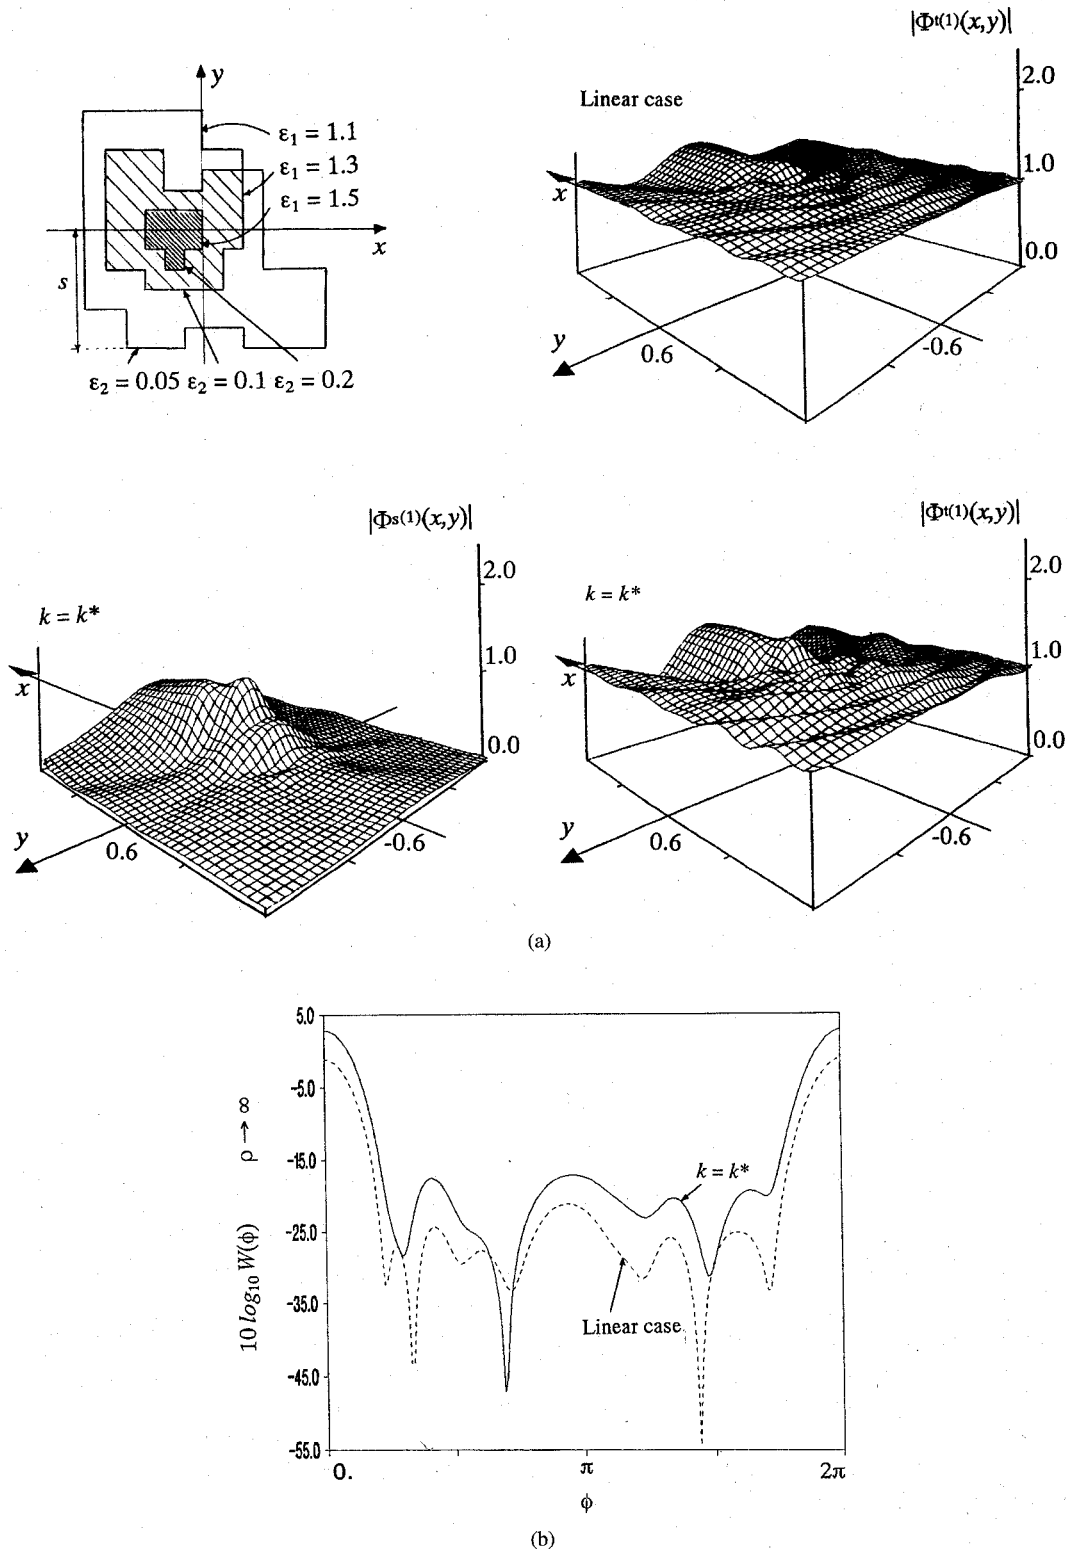 y
ε₁ = 1.1
ε₁ = 1.3
ε₁ = 1.5
x
s
ε₂ = 0.05 ε₂ = 0.1 ε₂ = 0.2
|Φt(1)(x,y)|
2.0
Linear case
1.0
x
0.0
y
0.6
-0.6
|Φs(1)(x,y)|
2.0
k = k*
1.0
x
0.0
y
0.6
-0.6
|Φt(1)(x,y)|
2.0
k = k*
1.0
x
0.0
y
0.6
-0.6
(a)
5.0
-5.0
-15.0
-25.0
-35.0
-45.0
-55.0
10 log₁₀ W(ϕ) ρ → ∞
k = k*
Linear case
0. π 2π
ϕ
(b)